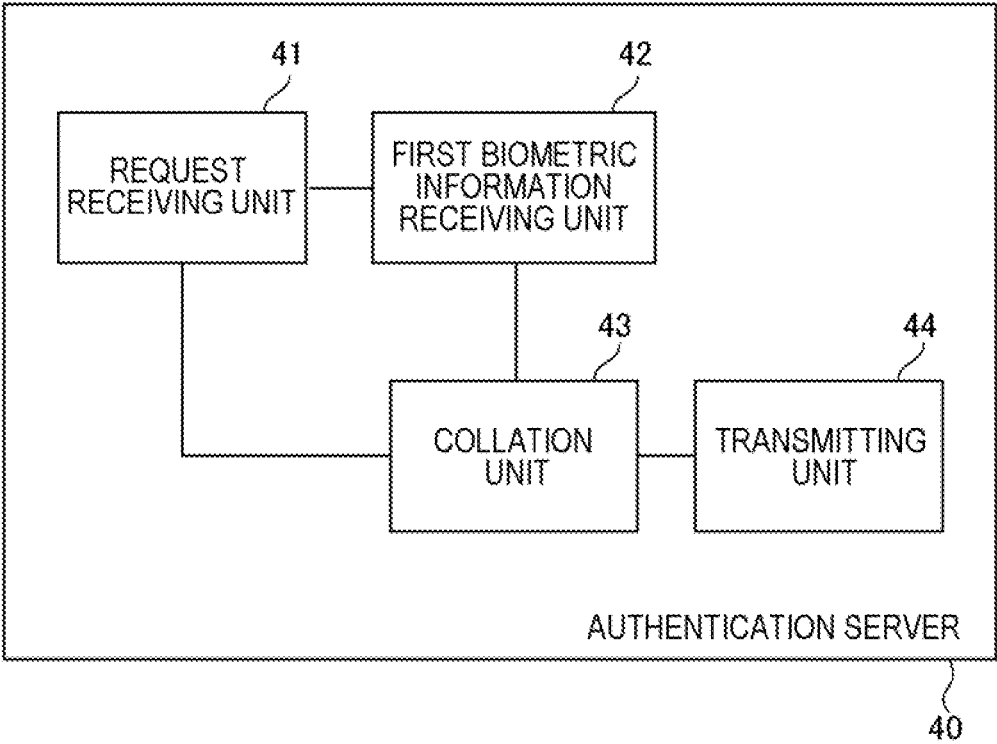 41
42
REQUEST
RECEIVING UNIT
FIRST BIOMETRIC
INFORMATION
RECEIVING UNIT
43
44
COLLATION
UNIT
TRANSMITTING
UNIT
AUTHENTICATION SERVER
40